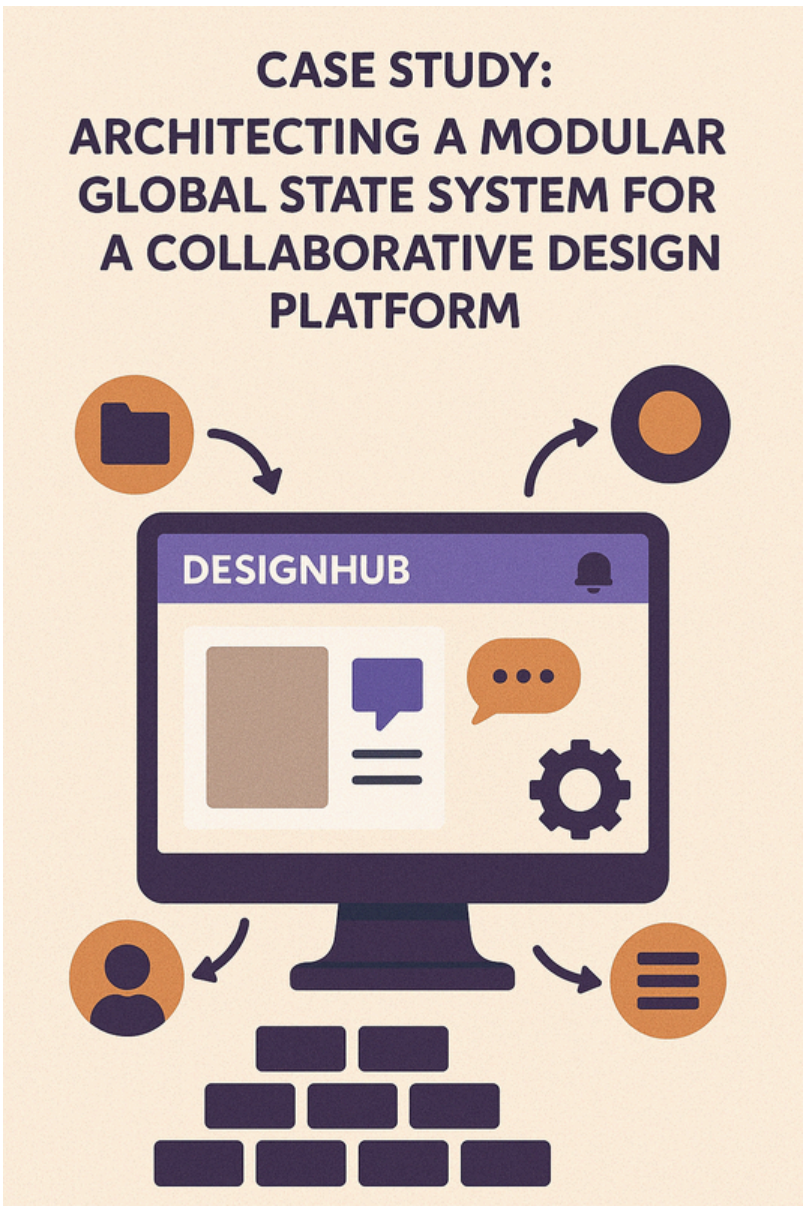 CASE STUDY:
ARCHITECTING A MODULAR
GLOBAL STATE SYSTEM FOR
A COLLABORATIVE DESIGN
PLATFORM
DESIGNHUB